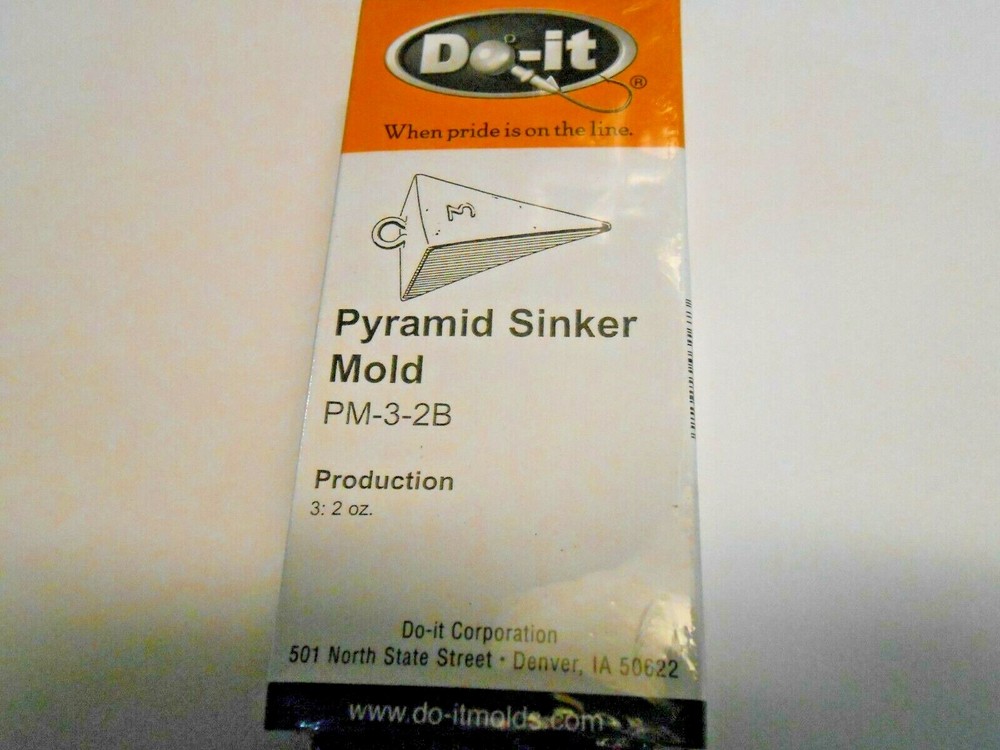 Do-it
®
When pride is on the line.
3
Pyramid Sinker
Mold
PM-3-2B
Production
3: 2 oz.
Do-it Corporation
501 North State Street • Denver, IA 50622
www.do-itmolds.com